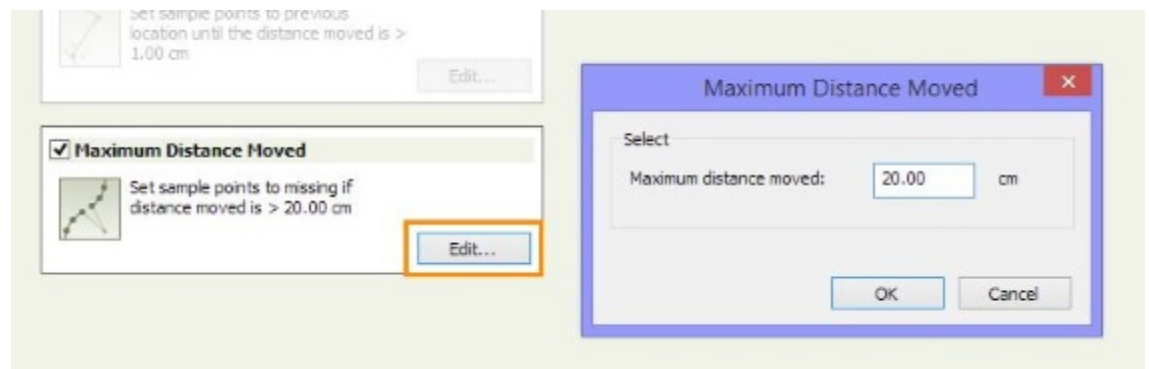 Set sample points to previous
location until the distance moved is >
1.00 cm
Edit...
Maximum Distance Moved
Set sample points to missing if
distance moved is > 20.00 cm
Edit...
Maximum Distance Moved
Select
Maximum distance moved: 20.00 cm
OK Cancel